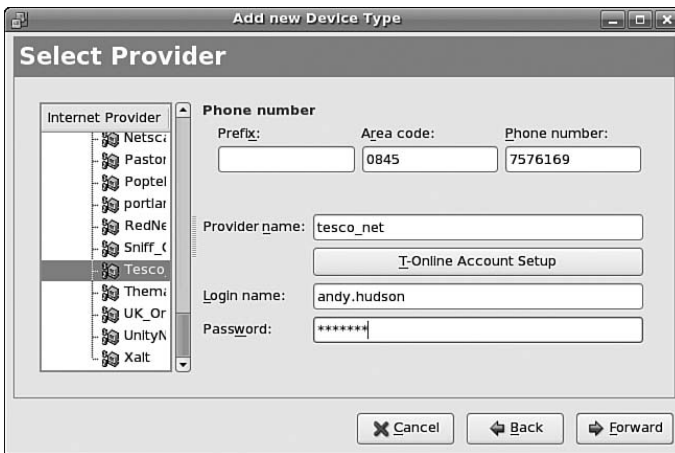 Add new Device Type
Select Provider
Internet Provider
Netsca
Pastor
Poptel
portlan
RedNe
Sniff_C
Tesco_
Thema
UK_Or
UnityN
Xalt
Phone number
Prefix: Area code: Phone number:
0845 7576169
Provider name: tesco_net
T-Online Account Setup
Login name: andy.hudson
Password: *******
Cancel Back Forward